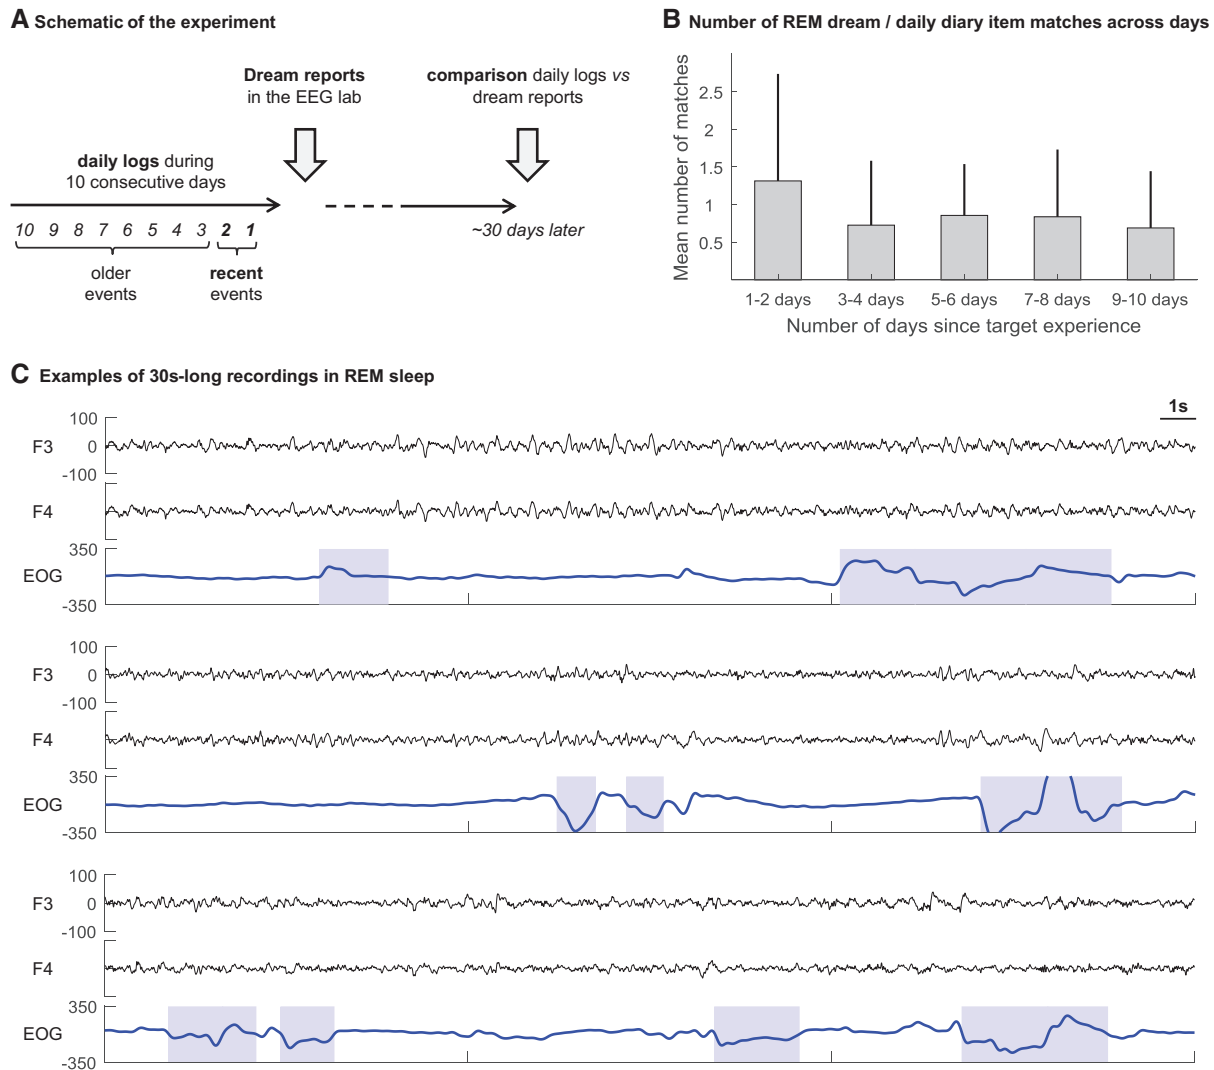 A Schematic of the experiment
Dream reports
in the EEG lab
comparison daily logs vs
dream reports
daily logs during
10 consecutive days
10 9 8 7 6 5 4 3 2 1
~30 days later
older
events
recent
events
B Number of REM dream / daily diary item matches across days
Mean number of matches
2.5
2
1.5
1
0.5
1-2 days 3-4 days 5-6 days 7-8 days 9-10 days
Number of days since target experience
C Examples of 30s-long recordings in REM sleep
1s
100
F3 0
-100
F4
350
EOG
-350
100
F3 0
-100
F4
350
EOG
-350
100
F3 0
-100
F4
350
EOG
-350